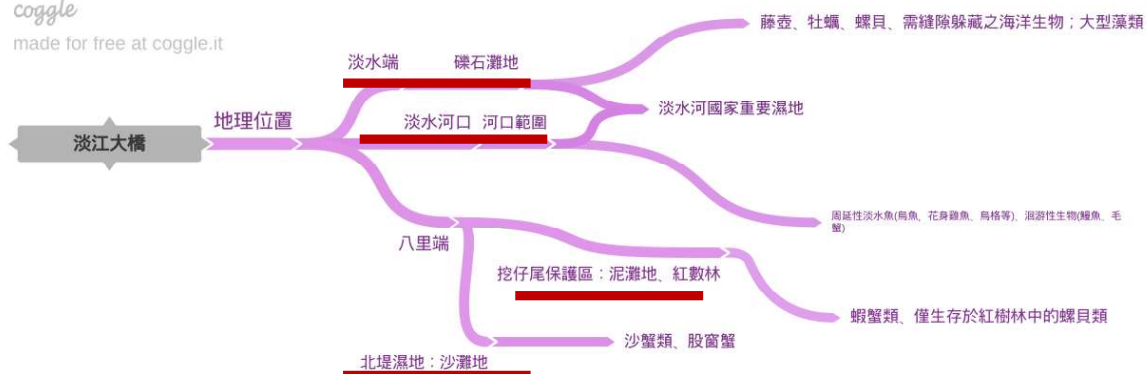 coggle
made for free at coggle.it
藤壺、牡蠣、螺貝、需縫隙躲藏之海洋生物；大型藻類
淡水端
礫石灘地
淡水河國家重要濕地
地理位置
淡水河口 河口範圍
淡江大橋
周延性淡水魚(烏魚、花身雞魚、烏格等)、洄游性生物(鰻魚、毛
蟹)
八里端
挖仔尾保護區：泥灘地、紅數林
蝦蟹類、僅生存於紅樹林中的螺貝類
沙蟹類、股窗蟹
北堤濕地：沙灘地